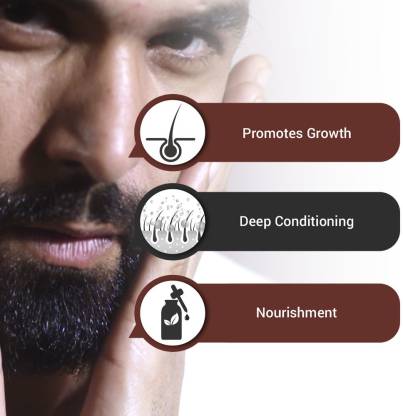 Promotes Growth
Deep Conditioning
Nourishment